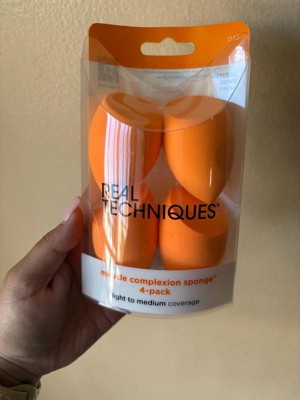 REAL
TECHNIQUES®
miracle complexion sponge®
4-pack
light to medium coverage